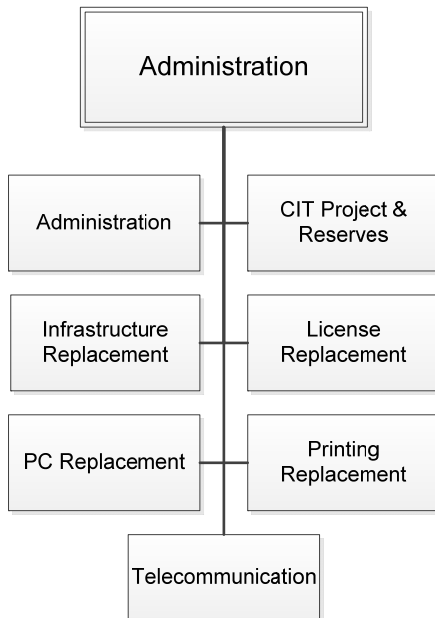 Administration
Administration
CIT Project &
Reserves
Infrastructure
Replacement
License
Replacement
PC Replacement
Printing
Replacement
Telecommunication